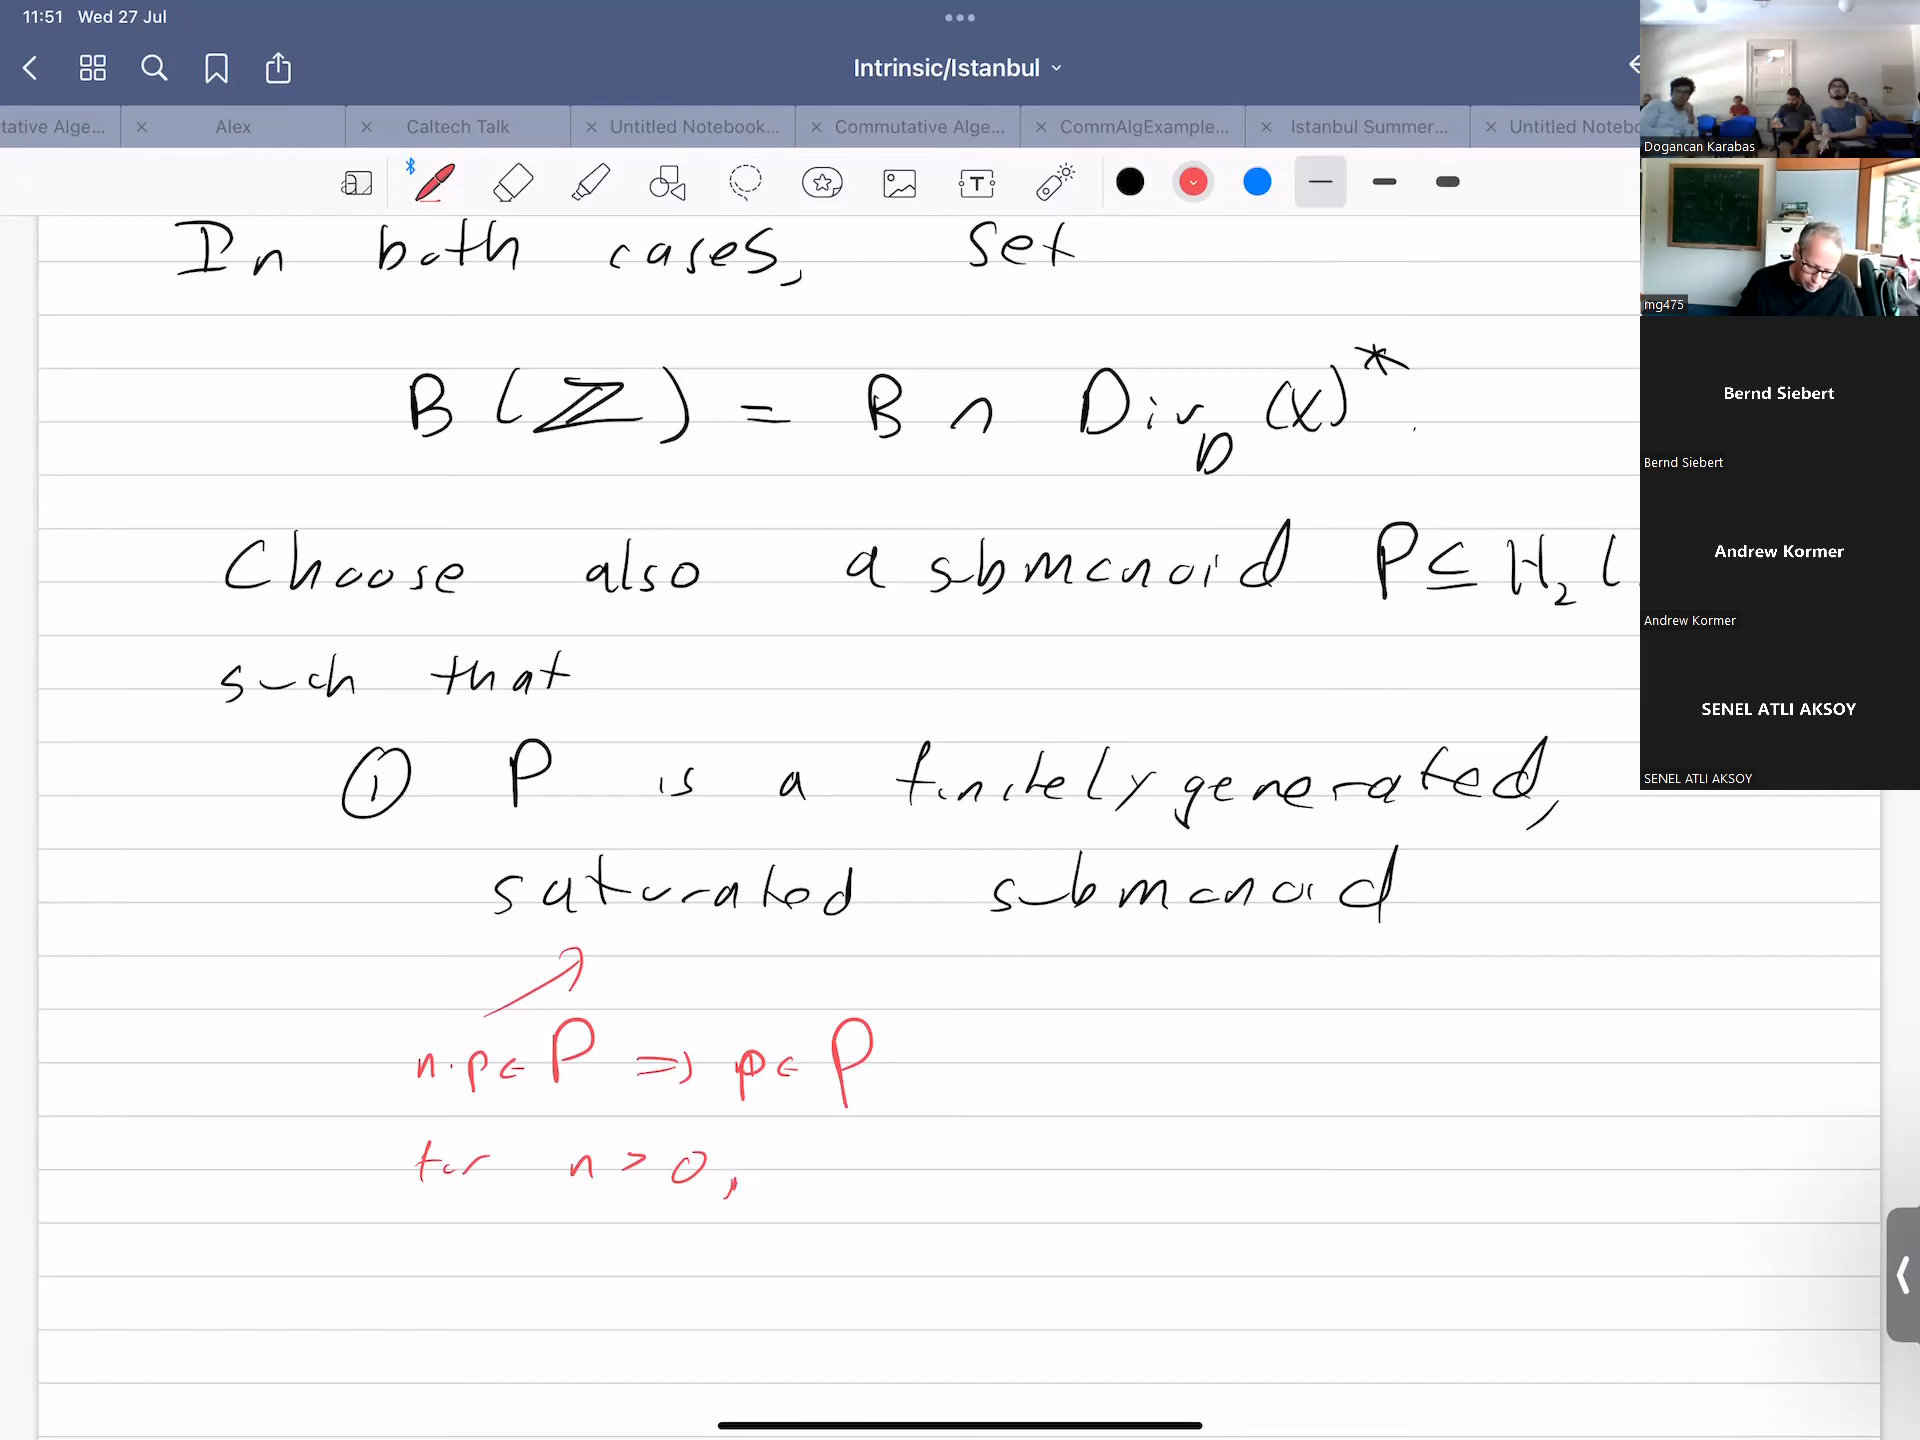 11:51 Wed 27 Jul
Intrinsic/Istanbul
tative Alge... × Alex × Caltech Talk × Untitled Notebook... × Commutative Alge... × CommAlgExample... × Istanbul Summer... × Untitled Notebo
In both cases, set
B(ℤ) = B ∩ Div_D(X)*.
Choose also a submonoid P ⊆ H₂(
such that
① P is a finitely generated,
saturated submonoid
n·p ∈ P ⇒ p ∈ P
for n > 0,
Dogancan Karabas
mg475
Bernd Siebert
Bernd Siebert
Andrew Kormer
Andrew Kormer
SENEL ATLI AKSOY
SENEL ATLI AKSOY